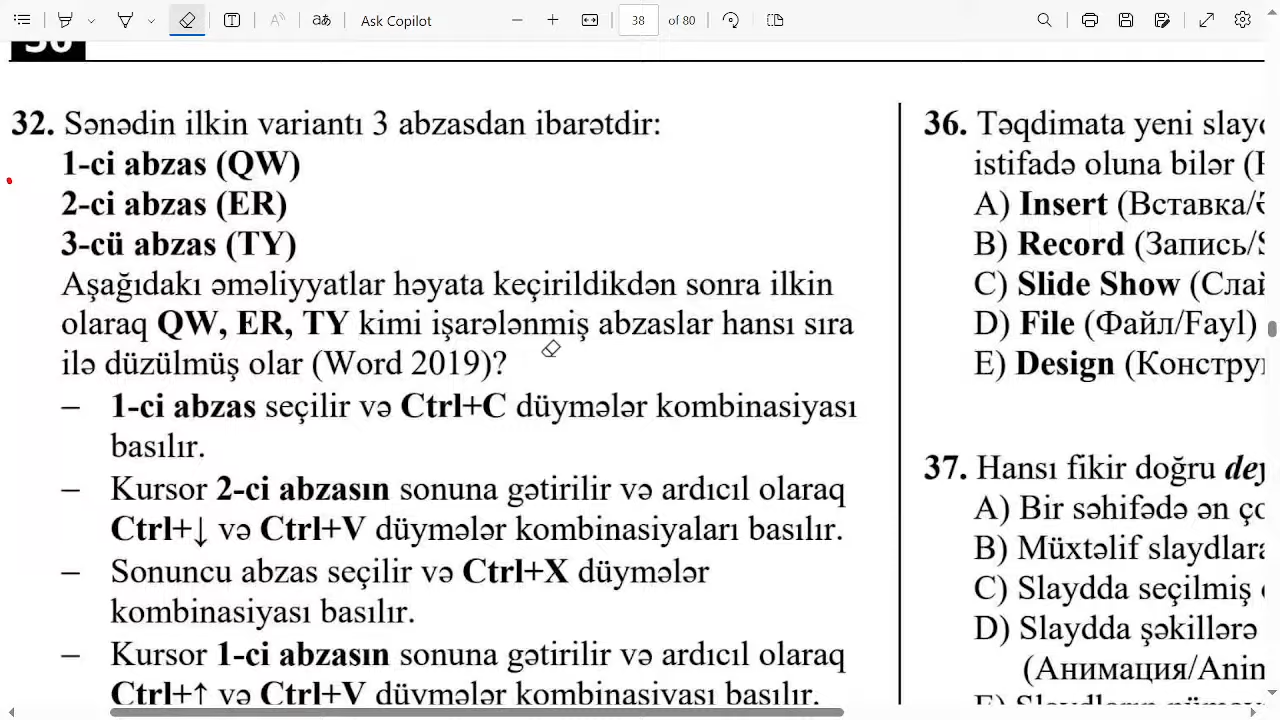 Ask Copilot
38
of 80
32. Sənədin ilkin variantı 3 abzasdan ibarətdir:
1-ci abzas (QW)
2-ci abzas (ER)
3-cü abzas (TY)
Aşağıdakı əməliyyatlar həyata keçirildikdən sonra ilkin
olaraq QW, ER, TY kimi işarələnmiş abzaslar hansı sıra
ilə düzülmüş olar (Word 2019)?
– 1-ci abzas seçilir və Ctrl+C düymələr kombinasiyası
basılır.
– Kursor 2-ci abzasın sonuna gətirilir və ardıcıl olaraq
Ctrl+↓ və Ctrl+V düymələr kombinasiyaları basılır.
– Sonuncu abzas seçilir və Ctrl+X düymələr
kombinasiyası basılır.
– Kursor 1-ci abzasın sonuna gətirilir və ardıcıl olaraq
Ctrl+↑ və Ctrl+V düymələr kombinasiyası basılır.
36. Təqdimata yeni
istifadə oluna bilər
A) Insert (Вставка/
B) Record (Запись/
C) Slide Show
D) File (Файл/Fayl)
E) Design
37. Hansı fikir doğru
A) Bir səhifədə ən
B) Müxtəlif
C) Slaydda seçilmiş
D) Slaydda şəkillərə
(Анимация/